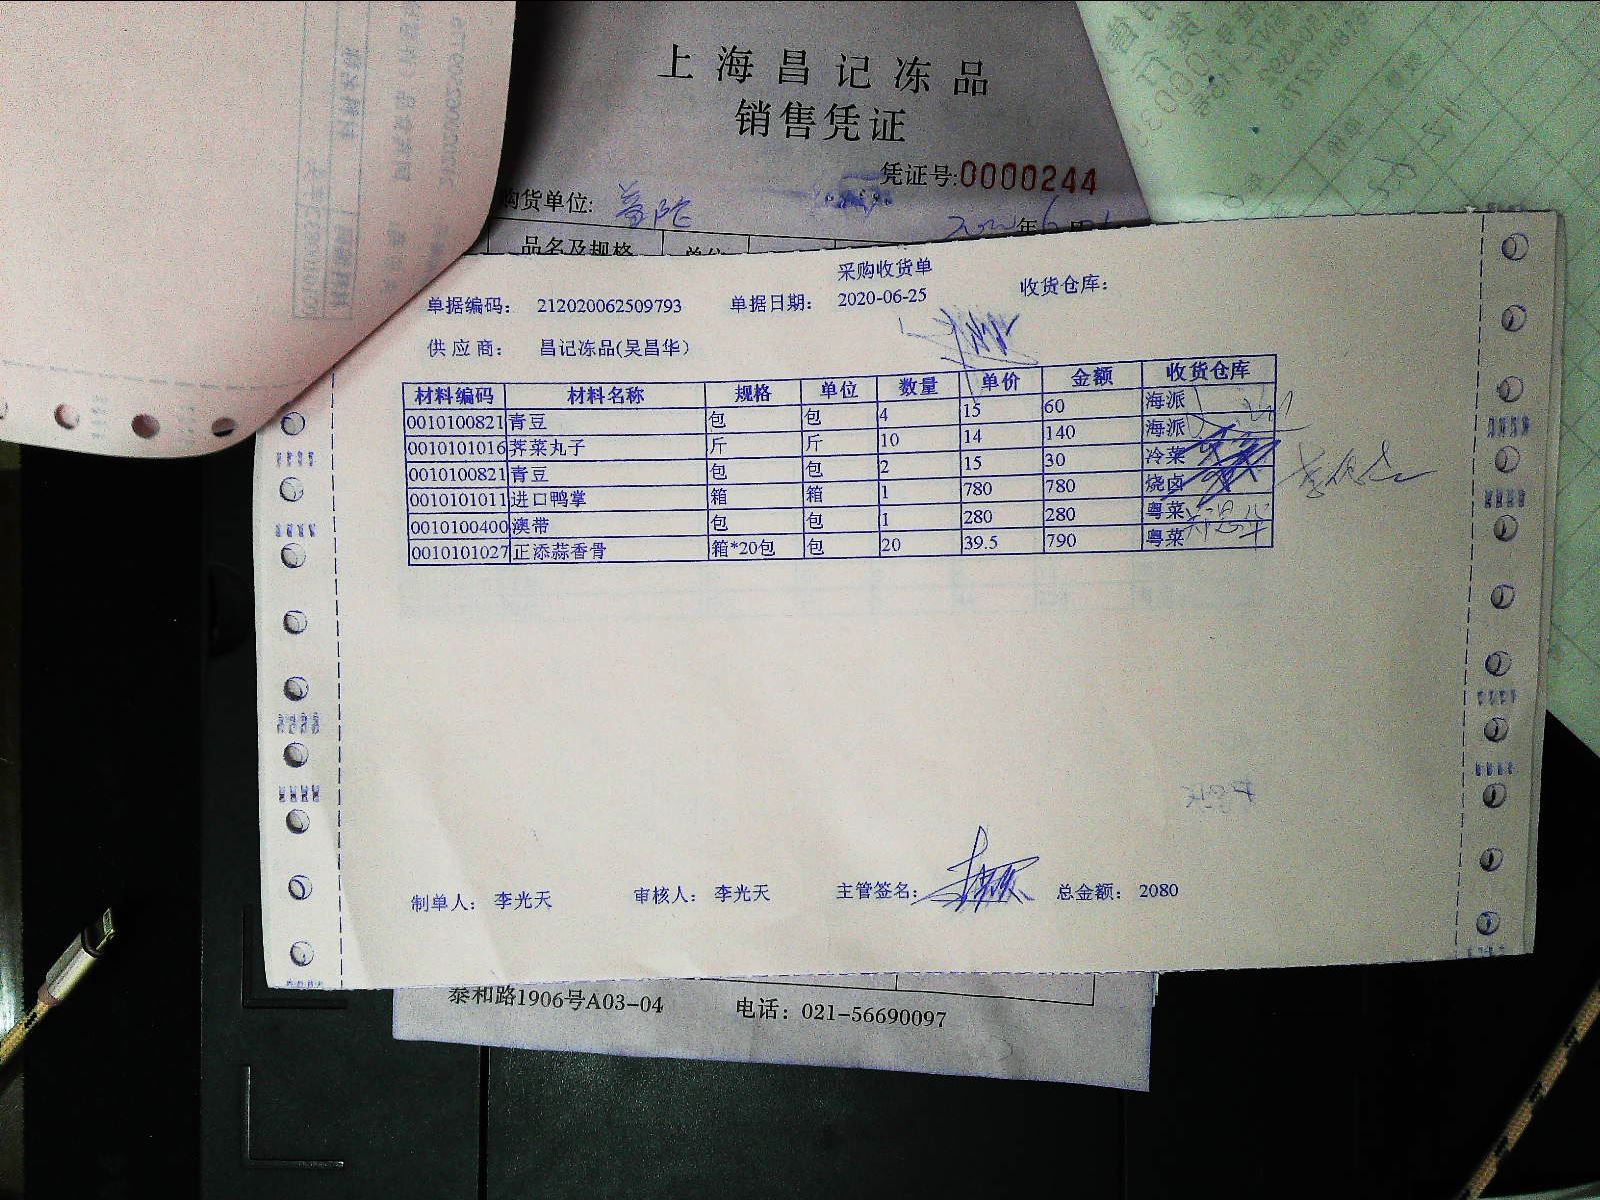 上海昌记冻品
销售凭证
凭证号:0000244
购货单位: 普陀
年6月
品名及规格 单位
采购收货单
单据编码: 212020062509793 单据日期: 2020-06-25 收货仓库:
供应商: 昌记冻品(吴昌华)
材料编码 材料名称 规格 单位 数量 单价 金额 收货仓库
0010100821 青豆 包 包 4 15 60 海派
0010101016 荠菜丸子 斤 斤 10 14 140 海派
0010100821 青豆 包 包 2 15 30 冷菜
0010101011 进口鸭掌 箱 箱 1 780 780 烧卤
0010100400 澳带 包 包 1 280 280 粤菜
0010101027 正添蒜香骨 箱*20包 包 20 39.5 790 粤菜
制单人: 李光天 审核人: 李光天 主管签名: 总金额: 2080
泰和路1906号A03-04 电话: 021-56690097